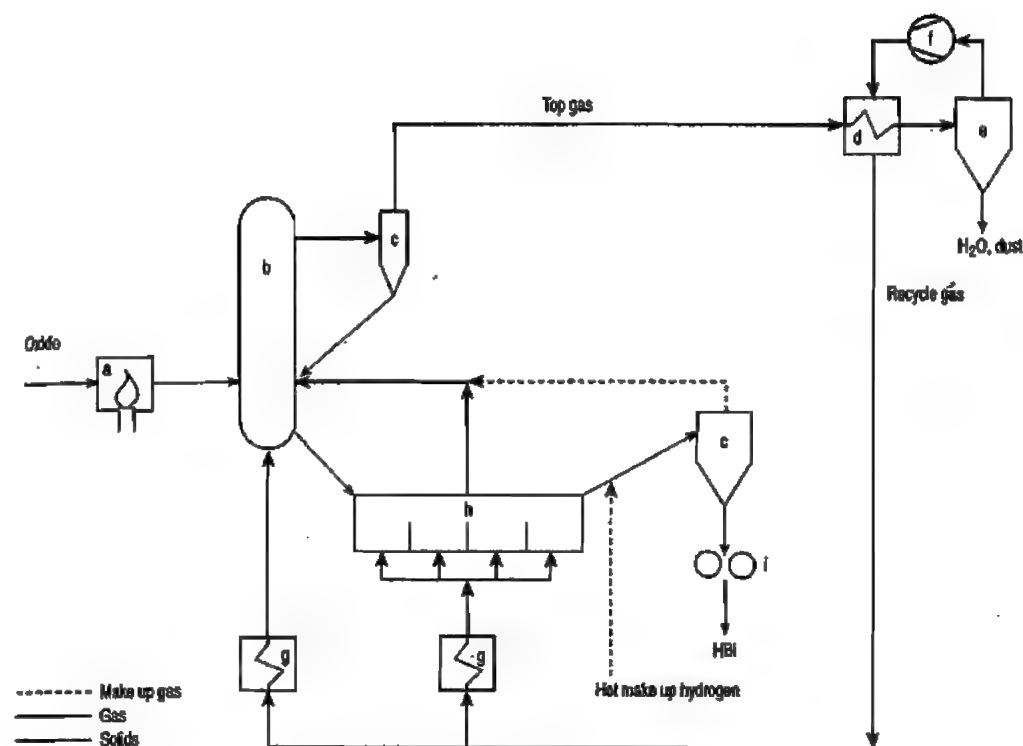 f
Top gas
d
e
c
H₂O, dust
b
Recycle gas
Oxide
a
c
h
i
g
g
HBI
Hot make up hydrogen
Make up gas
Gas
Solids